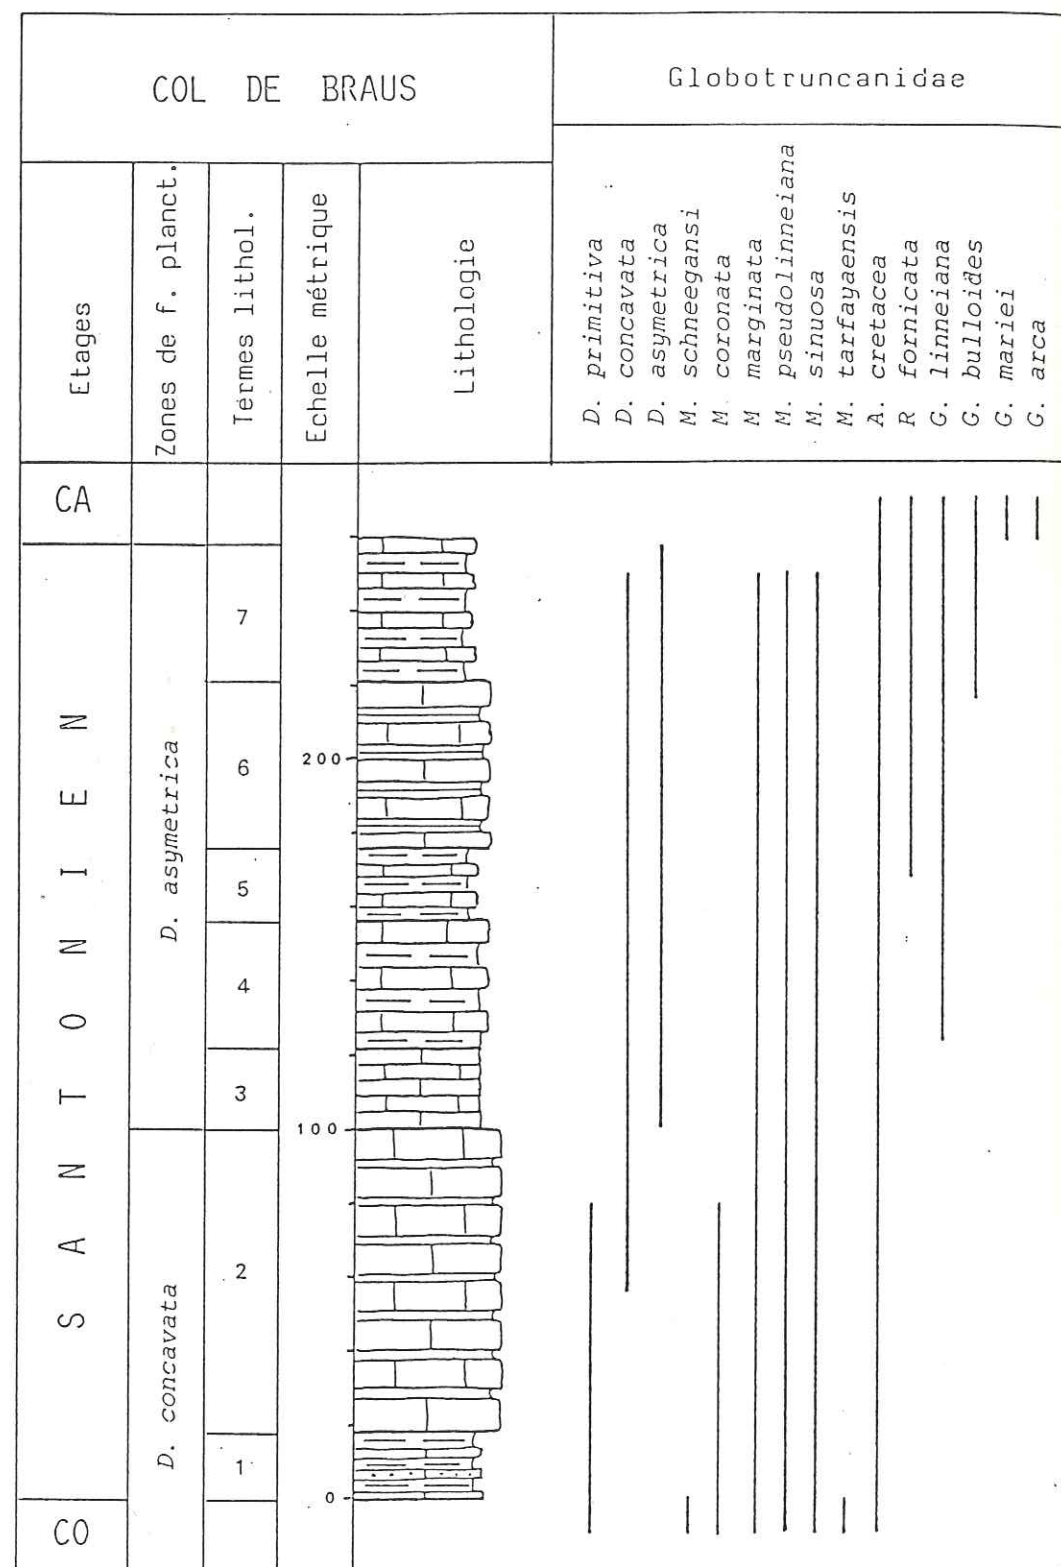 COL DE BRAUS
Globotruncanidae
Etages
Zones de f. planct.
Térmes lithol.
Echelle métrique
Lithologie
D. primitiva
D. concavata
D. asymetrica
M. schneegansi
M. coronata
M marginata
M. pseudolinneiana
M. sinuosa
M. tarfayaensis
A. cretacea
R fornicata
G. linneiana
G. bulloides
G. mariei
G. arca
CA
SANTONIEN
CO
D. asymetrica
D. concavata
7
6
5
4
3
2
1
200
100
0